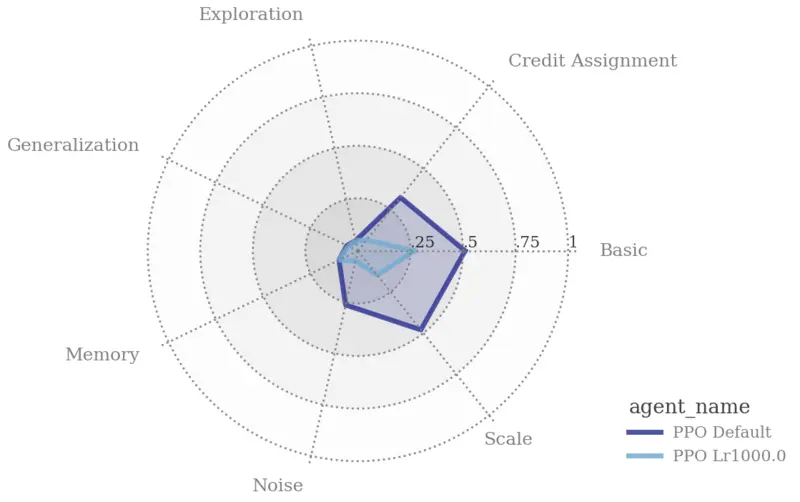 Exploration
Credit Assignment
Generalization
.25 .5 .75 1
Basic
Memory
Scale
Noise
agent_name
PPO Default
PPO Lr1000.0